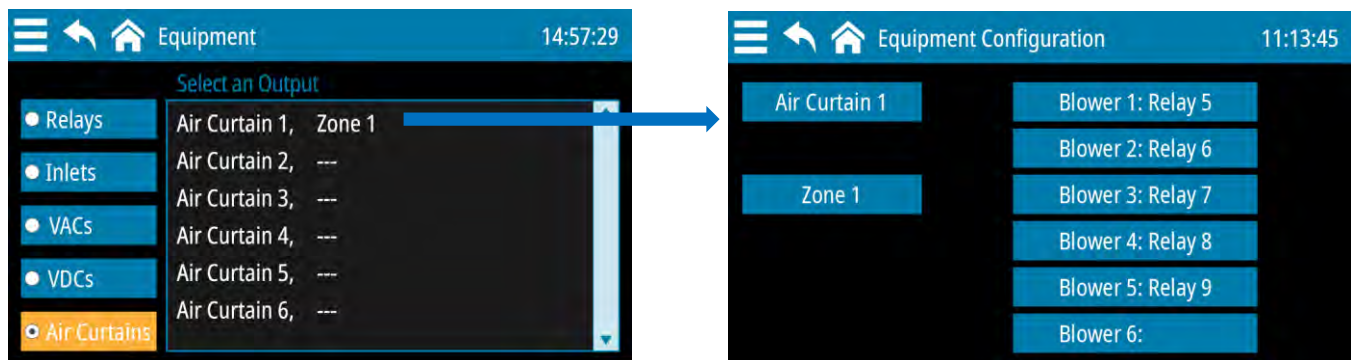 Equipment 14:57:29
Select an Output
Relays
Inlets
VACs
VDCs
Air Curtains
Air Curtain 1, Zone 1
Air Curtain 2, ---
Air Curtain 3, ---
Air Curtain 4, ---
Air Curtain 5, ---
Air Curtain 6, ---
Equipment Configuration 11:13:45
Air Curtain 1
Zone 1
Blower 1: Relay 5
Blower 2: Relay 6
Blower 3: Relay 7
Blower 4: Relay 8
Blower 5: Relay 9
Blower 6: